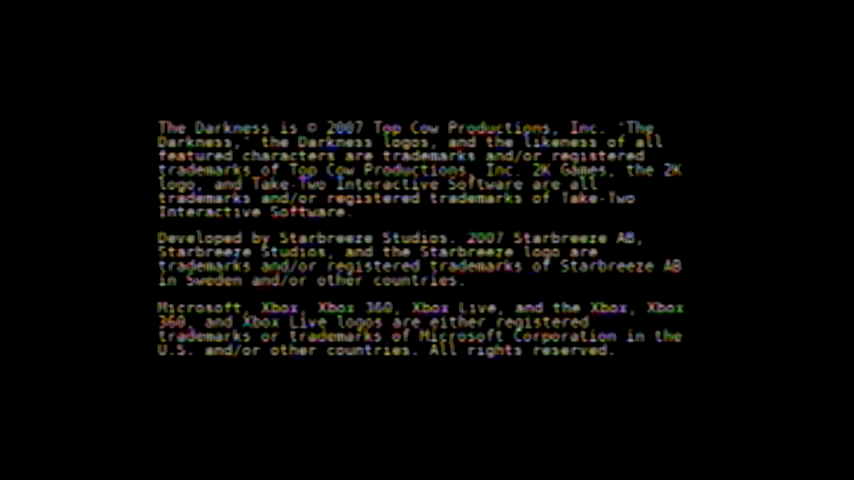 The Darkness is © 2007 Top Cow Productions, Inc. "The
Darkness," the Darkness logos, and the likeness of all
featured characters are trademarks and/or registered
trademarks of Top Cow Productions, Inc. 2K Games, the 2K
logo, and Take-Two Interactive Software are all
trademarks and/or registered trademarks of Take-Two
Interactive Software.
Developed by Starbreeze Studios. 2007 Starbreeze AB,
Starbreeze Studios, and the Starbreeze logo are
trademarks and/or registered trademarks of Starbreeze AB
in Sweden and/or other countries.
Microsoft, Xbox, Xbox 360, Xbox Live, and the Xbox, Xbox
360, and Xbox Live logos are either registered
trademarks or trademarks of Microsoft Corporation in the
U.S. and/or other countries. All rights reserved.